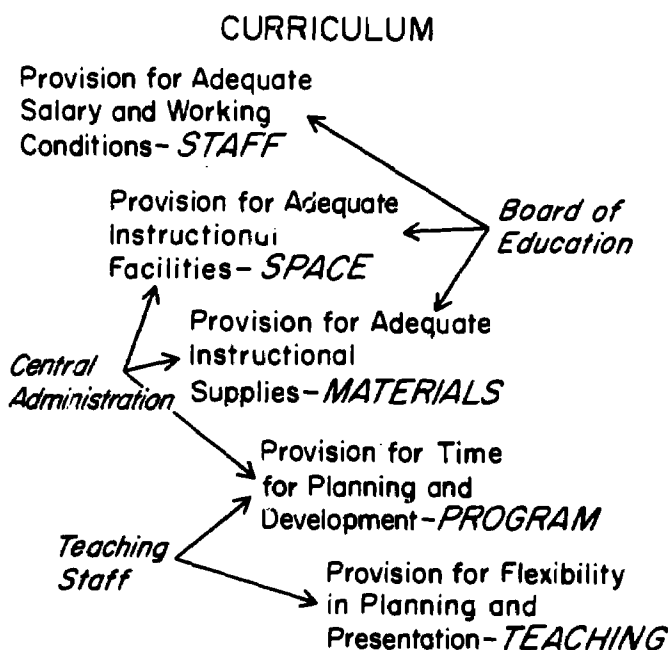 CURRICULUM
Provision for Adequate
Salary and Working
Conditions- STAFF
Provision for Adequate
Instructional
Facilities- SPACE
Board of
Education
Provision for Adequate
Instructional
Supplies-MATERIALS
Central
Administration
Provision for Time
for Planning and
Development-PROGRAM
Teaching
Staff
Provision for Flexibility
in Planning and
Presentation-TEACHING